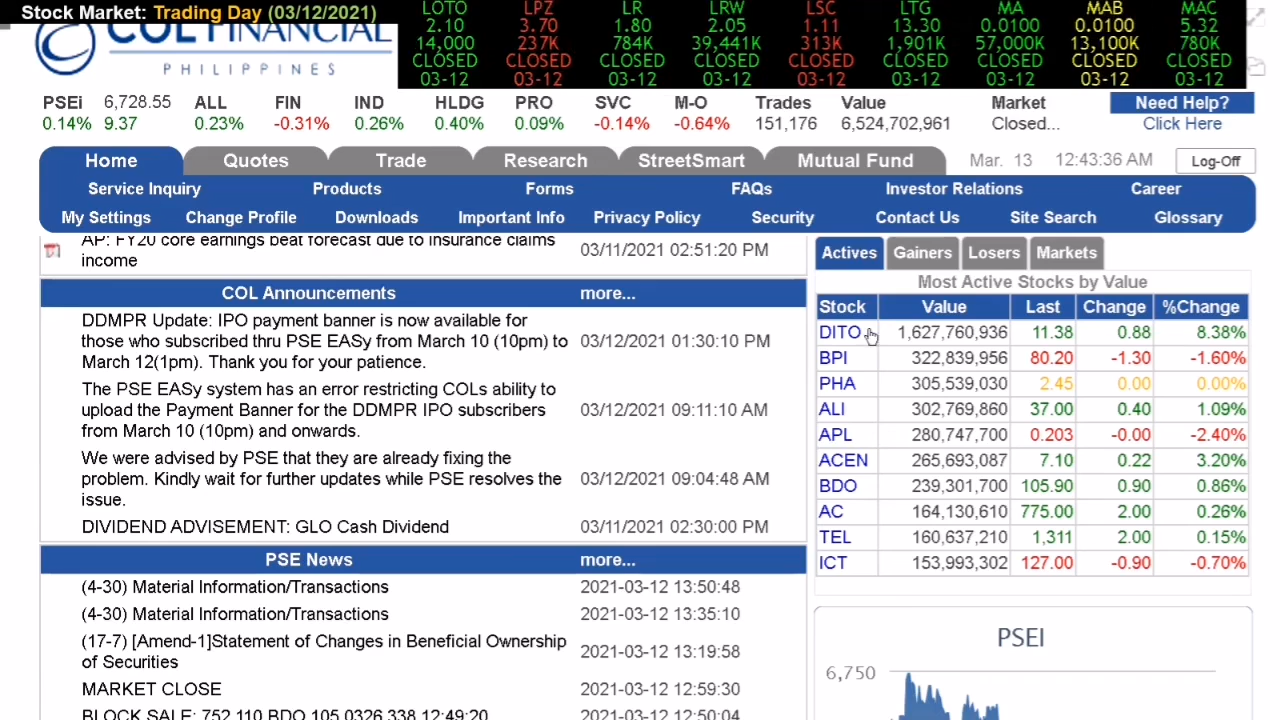 Stock Market: Trading Day (03/12/2021)
COL FINANCIAL
PHILIPPINES
LOTO LPZ LR LRW LSC LTG MA MAB MAC
2.10 3.70 1.80 2.05 1.11 13.30 0.0100 0.0100 5.32
14,000 237K 784K 39,441K 313K 1,901K 57,000K 13,100K 780K
CLOSED CLOSED CLOSED CLOSED CLOSED CLOSED CLOSED CLOSED CLOSED
03-12 03-12 03-12 03-12 03-12 03-12 03-12 03-12 03-12
PSEi 6,728.55 ALL FIN IND HLDG PRO SVC M-O Trades Value Market Need Help?
0.14% 9.37 0.23% -0.31% 0.26% 0.40% 0.09% -0.14% -0.64% 151,176 6,524,702,961 Closed... Click Here
Home Quotes Trade Research StreetSmart Mutual Fund Mar. 13 12:43:36 AM Log-Off
Service Inquiry Products Forms FAQs Investor Relations Career
My Settings Change Profile Downloads Important Info Privacy Policy Security Contact Us Site Search Glossary
AP: FY20 core earnings beat forecast due to insurance claims
income 03/11/2021 02:51:20 PM
COL Announcements more...
DDMPR Update: IPO payment banner is now available for
those who subscribed thru PSE EASy from March 10 (10pm) to 03/12/2021 01:30:10 PM
March 12(1pm). Thank you for your patience.
The PSE EASy system has an error restricting COLs ability to
upload the Payment Banner for the DDMPR IPO subscribers 03/12/2021 09:11:10 AM
from March 10 (10pm) and onwards.
We were advised by PSE that they are already fixing the
problem. Kindly wait for further updates while PSE resolves the 03/12/2021 09:04:48 AM
issue.
DIVIDEND ADVISEMENT: GLO Cash Dividend 03/11/2021 02:30:00 PM
PSE News more...
(4-30) Material Information/Transactions 2021-03-12 13:50:48
(4-30) Material Information/Transactions 2021-03-12 13:35:10
(17-7) [Amend-1]Statement of Changes in Beneficial Ownership
of Securities 2021-03-12 13:19:58
MARKET CLOSE 2021-03-12 12:59:30
BLOCK SALE: 752,110 BDO 105.0326 338 12:49:20 2021-03-12 12:50:04
Actives Gainers Losers Markets
Most Active Stocks by Value
Stock Value Last Change %Change
DITO 1,627,760,936 11.38 0.88 8.38%
BPI 322,839,956 80.20 -1.30 -1.60%
PHA 305,539,030 2.45 0.00 0.00%
ALI 302,769,860 37.00 0.40 1.09%
APL 280,747,700 0.203 -0.00 -2.40%
ACEN 265,693,087 7.10 0.22 3.20%
BDO 239,301,700 105.90 0.90 0.86%
AC 164,130,610 775.00 2.00 0.26%
TEL 160,637,210 1,311 2.00 0.15%
ICT 153,993,302 127.00 -0.90 -0.70%
PSEI
6,750